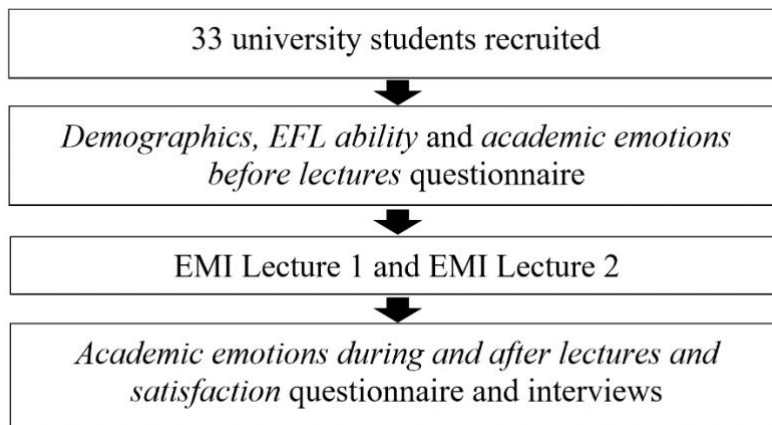 33 university students recruited
Demographics, EFL ability and academic emotions
before lectures questionnaire
EMI Lecture 1 and EMI Lecture 2
Academic emotions during and after lectures and
satisfaction questionnaire and interviews